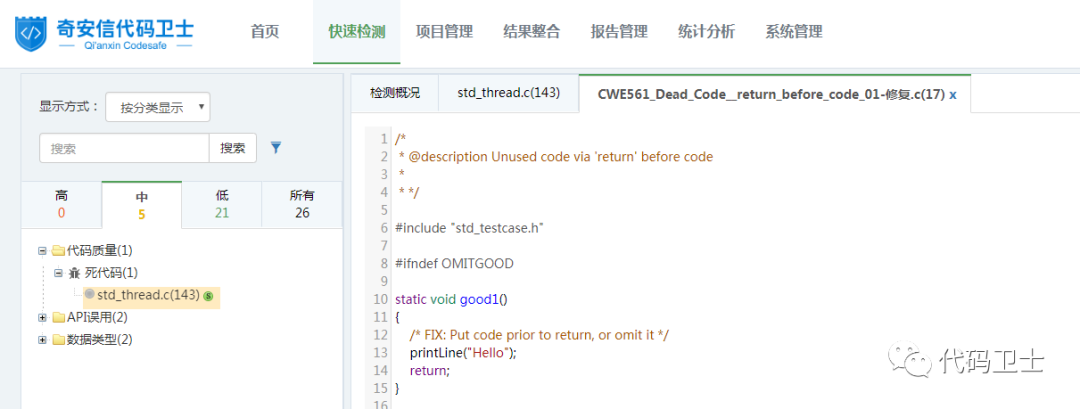 奇安信代码卫士
Qi'anxin Codesafe
首页 快速检测 项目管理 结果整合 报告管理 统计分析 系统管理
显示方式： 按分类显示
搜索 搜索
高 中 低 所有
0 5 21 26
代码质量(1)
死代码(1)
std_thread.c(143) S
API误用(2)
数据类型(2)
检测概况 std_thread.c(143) CWE561_Dead_Code__return_before_code_01-修复.c(17) x
1 /*
2 * @description Unused code via 'return' before code
3 *
4 * */
5
6 #include "std_testcase.h"
7
8 #ifndef OMITGOOD
9
10 static void good1()
11 {
12 /* FIX: Put code prior to return, or omit it */
13 printLine("Hello");
14 return;
15 }
16
代码卫士